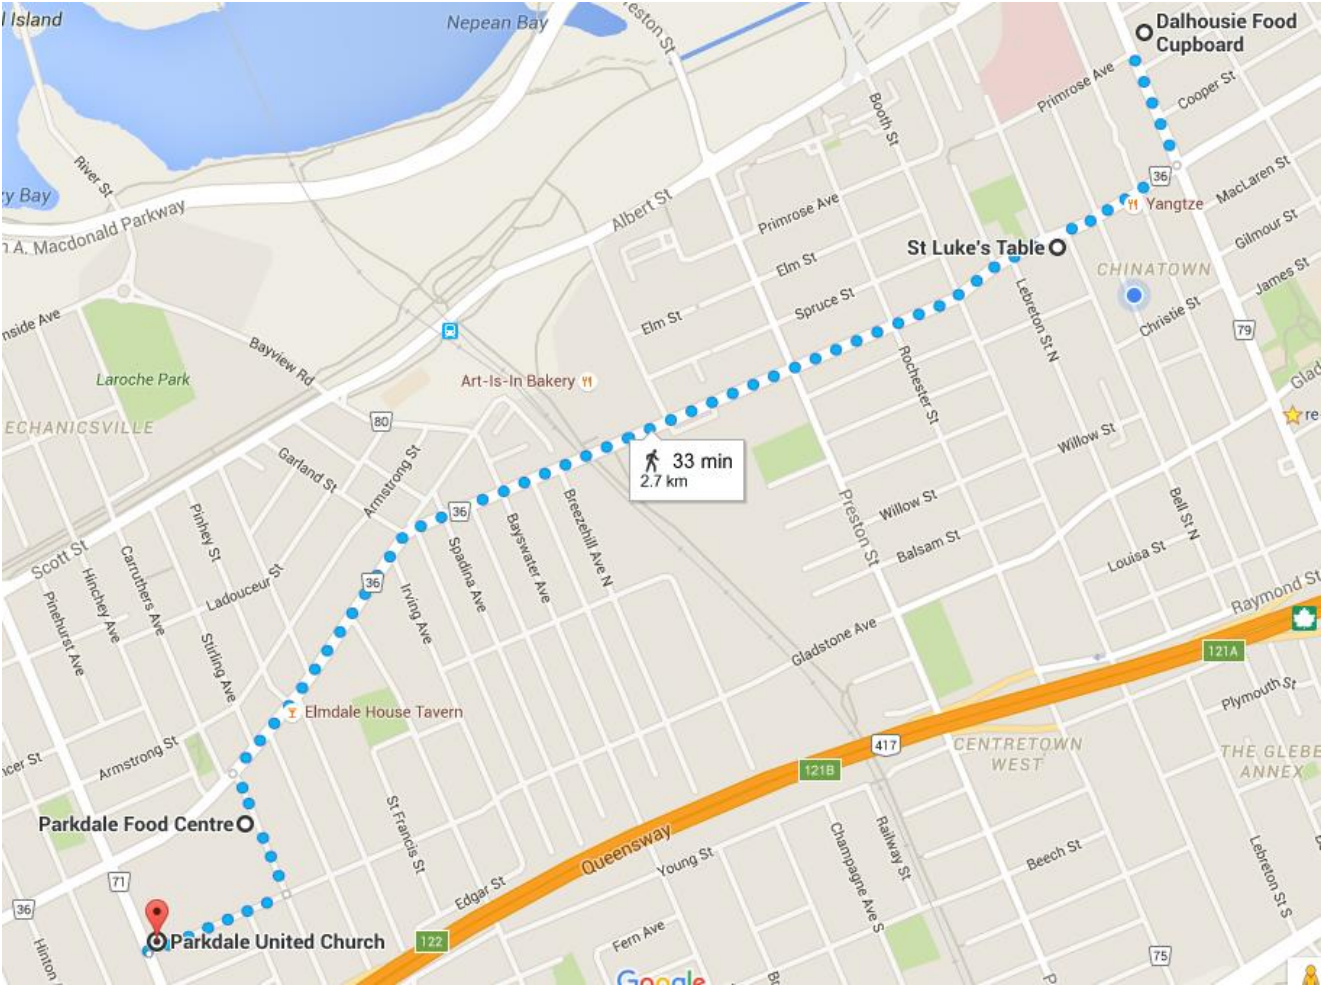 l Island
Nepean Bay
Dalhousie Food
Cupboard
Primrose Ave
Cooper St
Booth St
River St
zy Bay
36
MacLaren St
Yangtze
A. Macdonald Parkway
Albert St
Primrose Ave
Gilmour St
St Luke's Table
Elm St
CHINATOWN
James St
Spruce St
Lebreton St N
Christie St
Elm St
79
Bayview Rd
Laroche Park
Art-Is-In Bakery
Rochester St
re
80
ECHANICSVILLE
Willow St
33 min
2.7 km
Garland St
Armstrong St
Preston St
Willow St
Bell St N
36
Breezehill Ave N
Bayswater Ave
Pinhey St
Balsam St
Louisa St
Scott St
Spadina Ave
Carruthers Ave
Hinchey Ave
36
Ladouceur St
Irving Ave
Raymond St
Pinehurst Ave
Stirling Ave
Gladstone Ave
121A
Plymouth St
Elmdale House Tavern
417
CENTRETOWN
WEST
THE GLEBE
ANNEX
Armstrong St
121B
Parkdale Food Centre
St Francis St
Queensway
Champagne Ave S
Railway St
Young St
Beech St
71
Edgar St
Lebreton St S
36
Parkdale United Church
122
Fern Ave
Hinton
75
Google